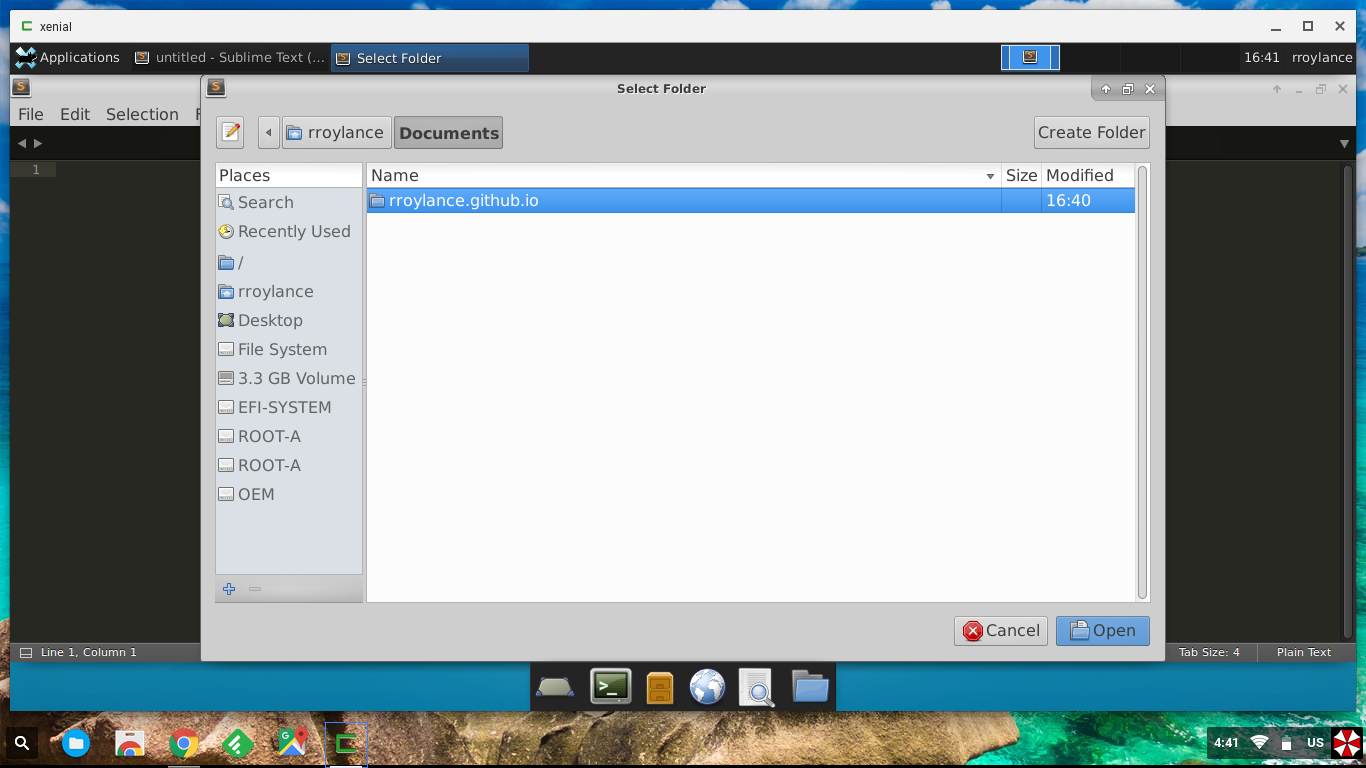 xenial
Applications
untitled - Sublime Text (...
Select Folder
16:41 rroylance
Select Folder
File Edit Selection F
rroylance
Documents
Create Folder
1
Places
Name Size Modified
Search
rroylance.github.io 16:40
Recently Used
/
rroylance
Desktop
File System
3.3 GB Volume
EFI-SYSTEM
ROOT-A
ROOT-A
OEM
Cancel
Open
Line 1, Column 1
Tab Size: 4
Plain Text
4:41
US